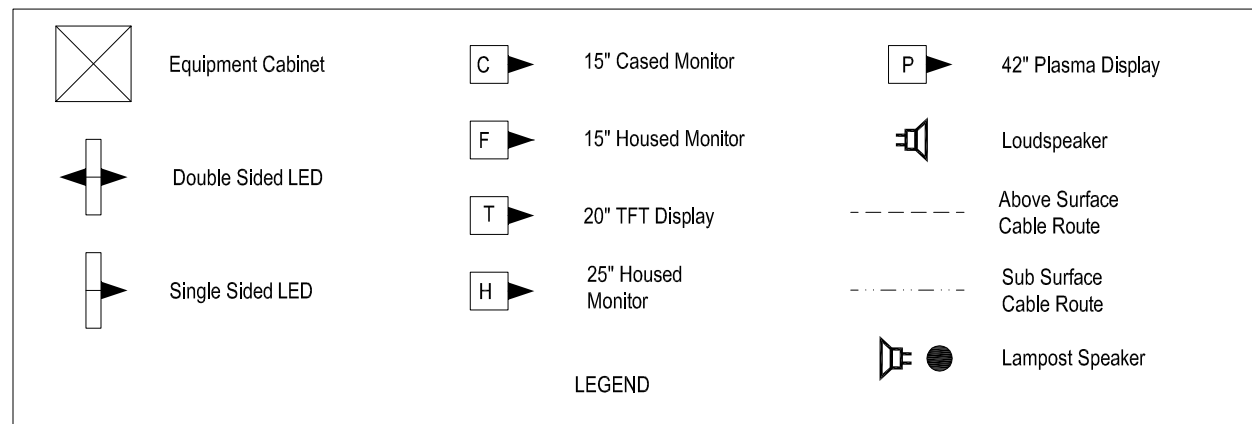 Equipment Cabinet
Double Sided LED
Single Sided LED
C
15" Cased Monitor
F
15" Housed Monitor
T
20" TFT Display
H
25" Housed
Monitor
P
42" Plasma Display
Loudspeaker
Above Surface
Cable Route
Sub Surface
Cable Route
Lampost Speaker
LEGEND